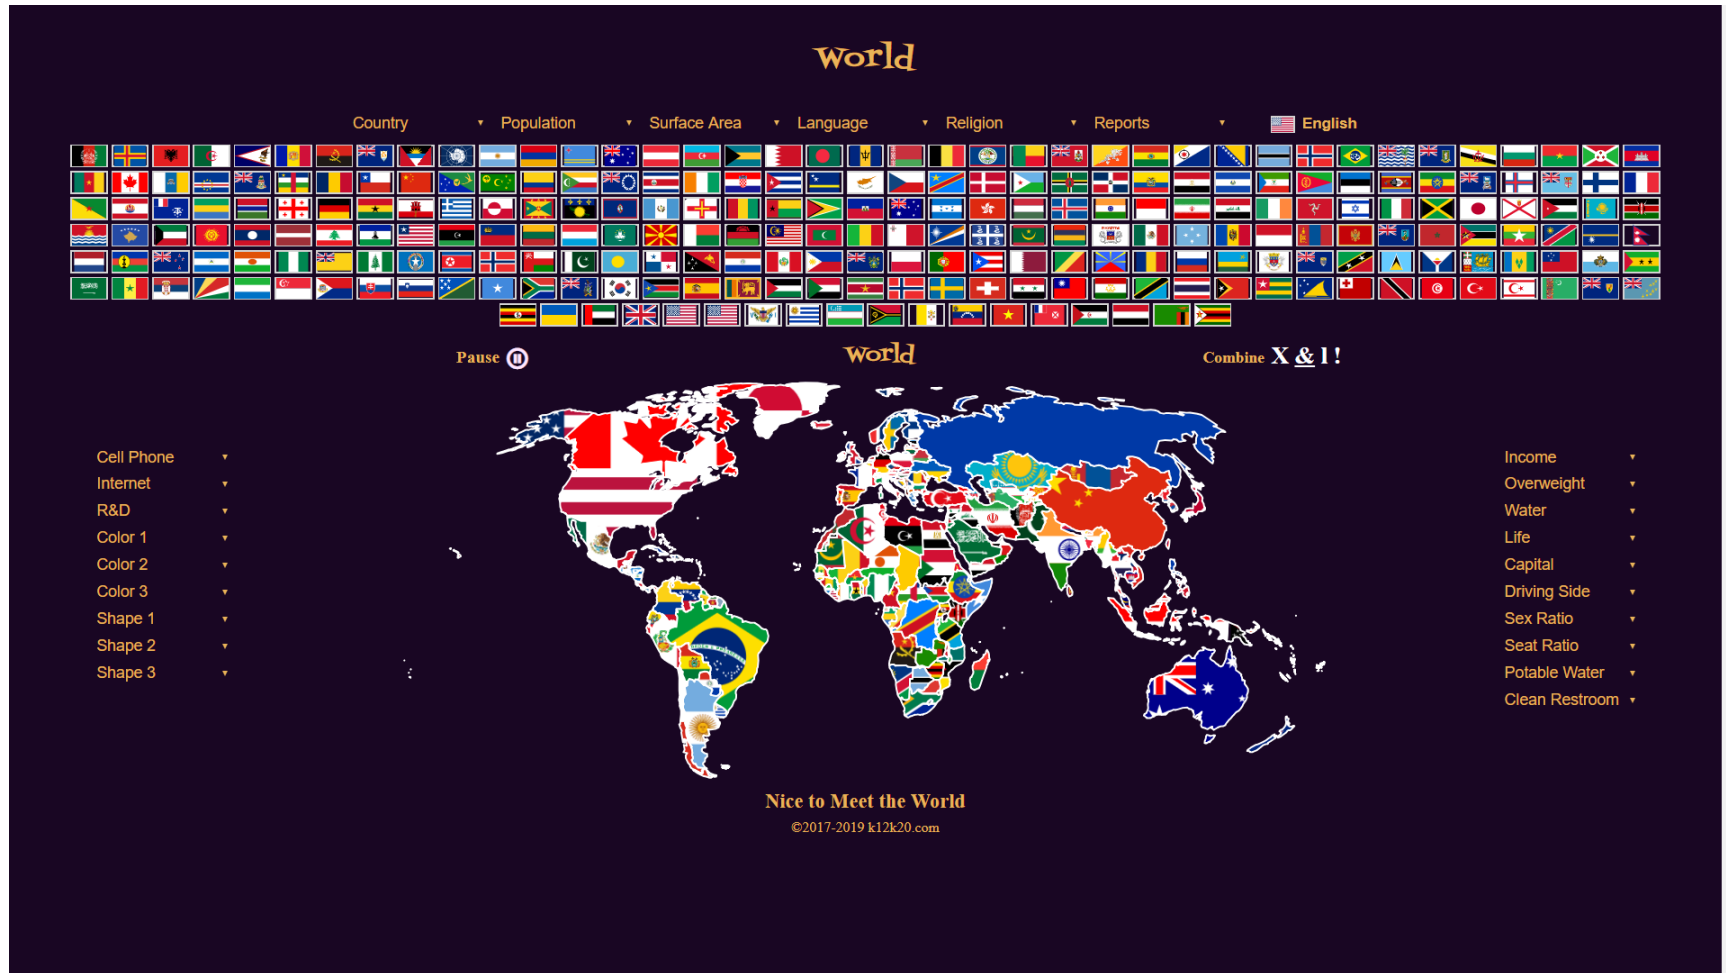 World
Country Population Surface Area Language Religion Reports English
Pause World Combine X & l !
Cell Phone
Internet
R&D
Color 1
Color 2
Color 3
Shape 1
Shape 2
Shape 3
Income
Overweight
Water
Life
Capital
Driving Side
Sex Ratio
Seat Ratio
Potable Water
Clean Restroom
Nice to Meet the World
©2017-2019 k12k20.com